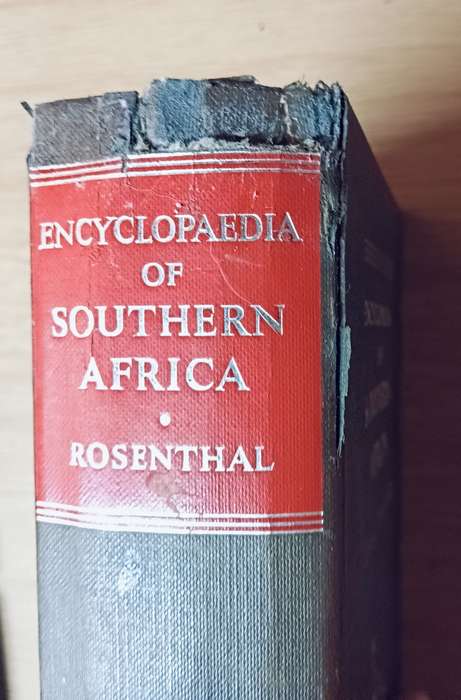 ENCYCLOPAEDIA
OF
SOUTHERN
AFRICA
•
ROSENTHAL